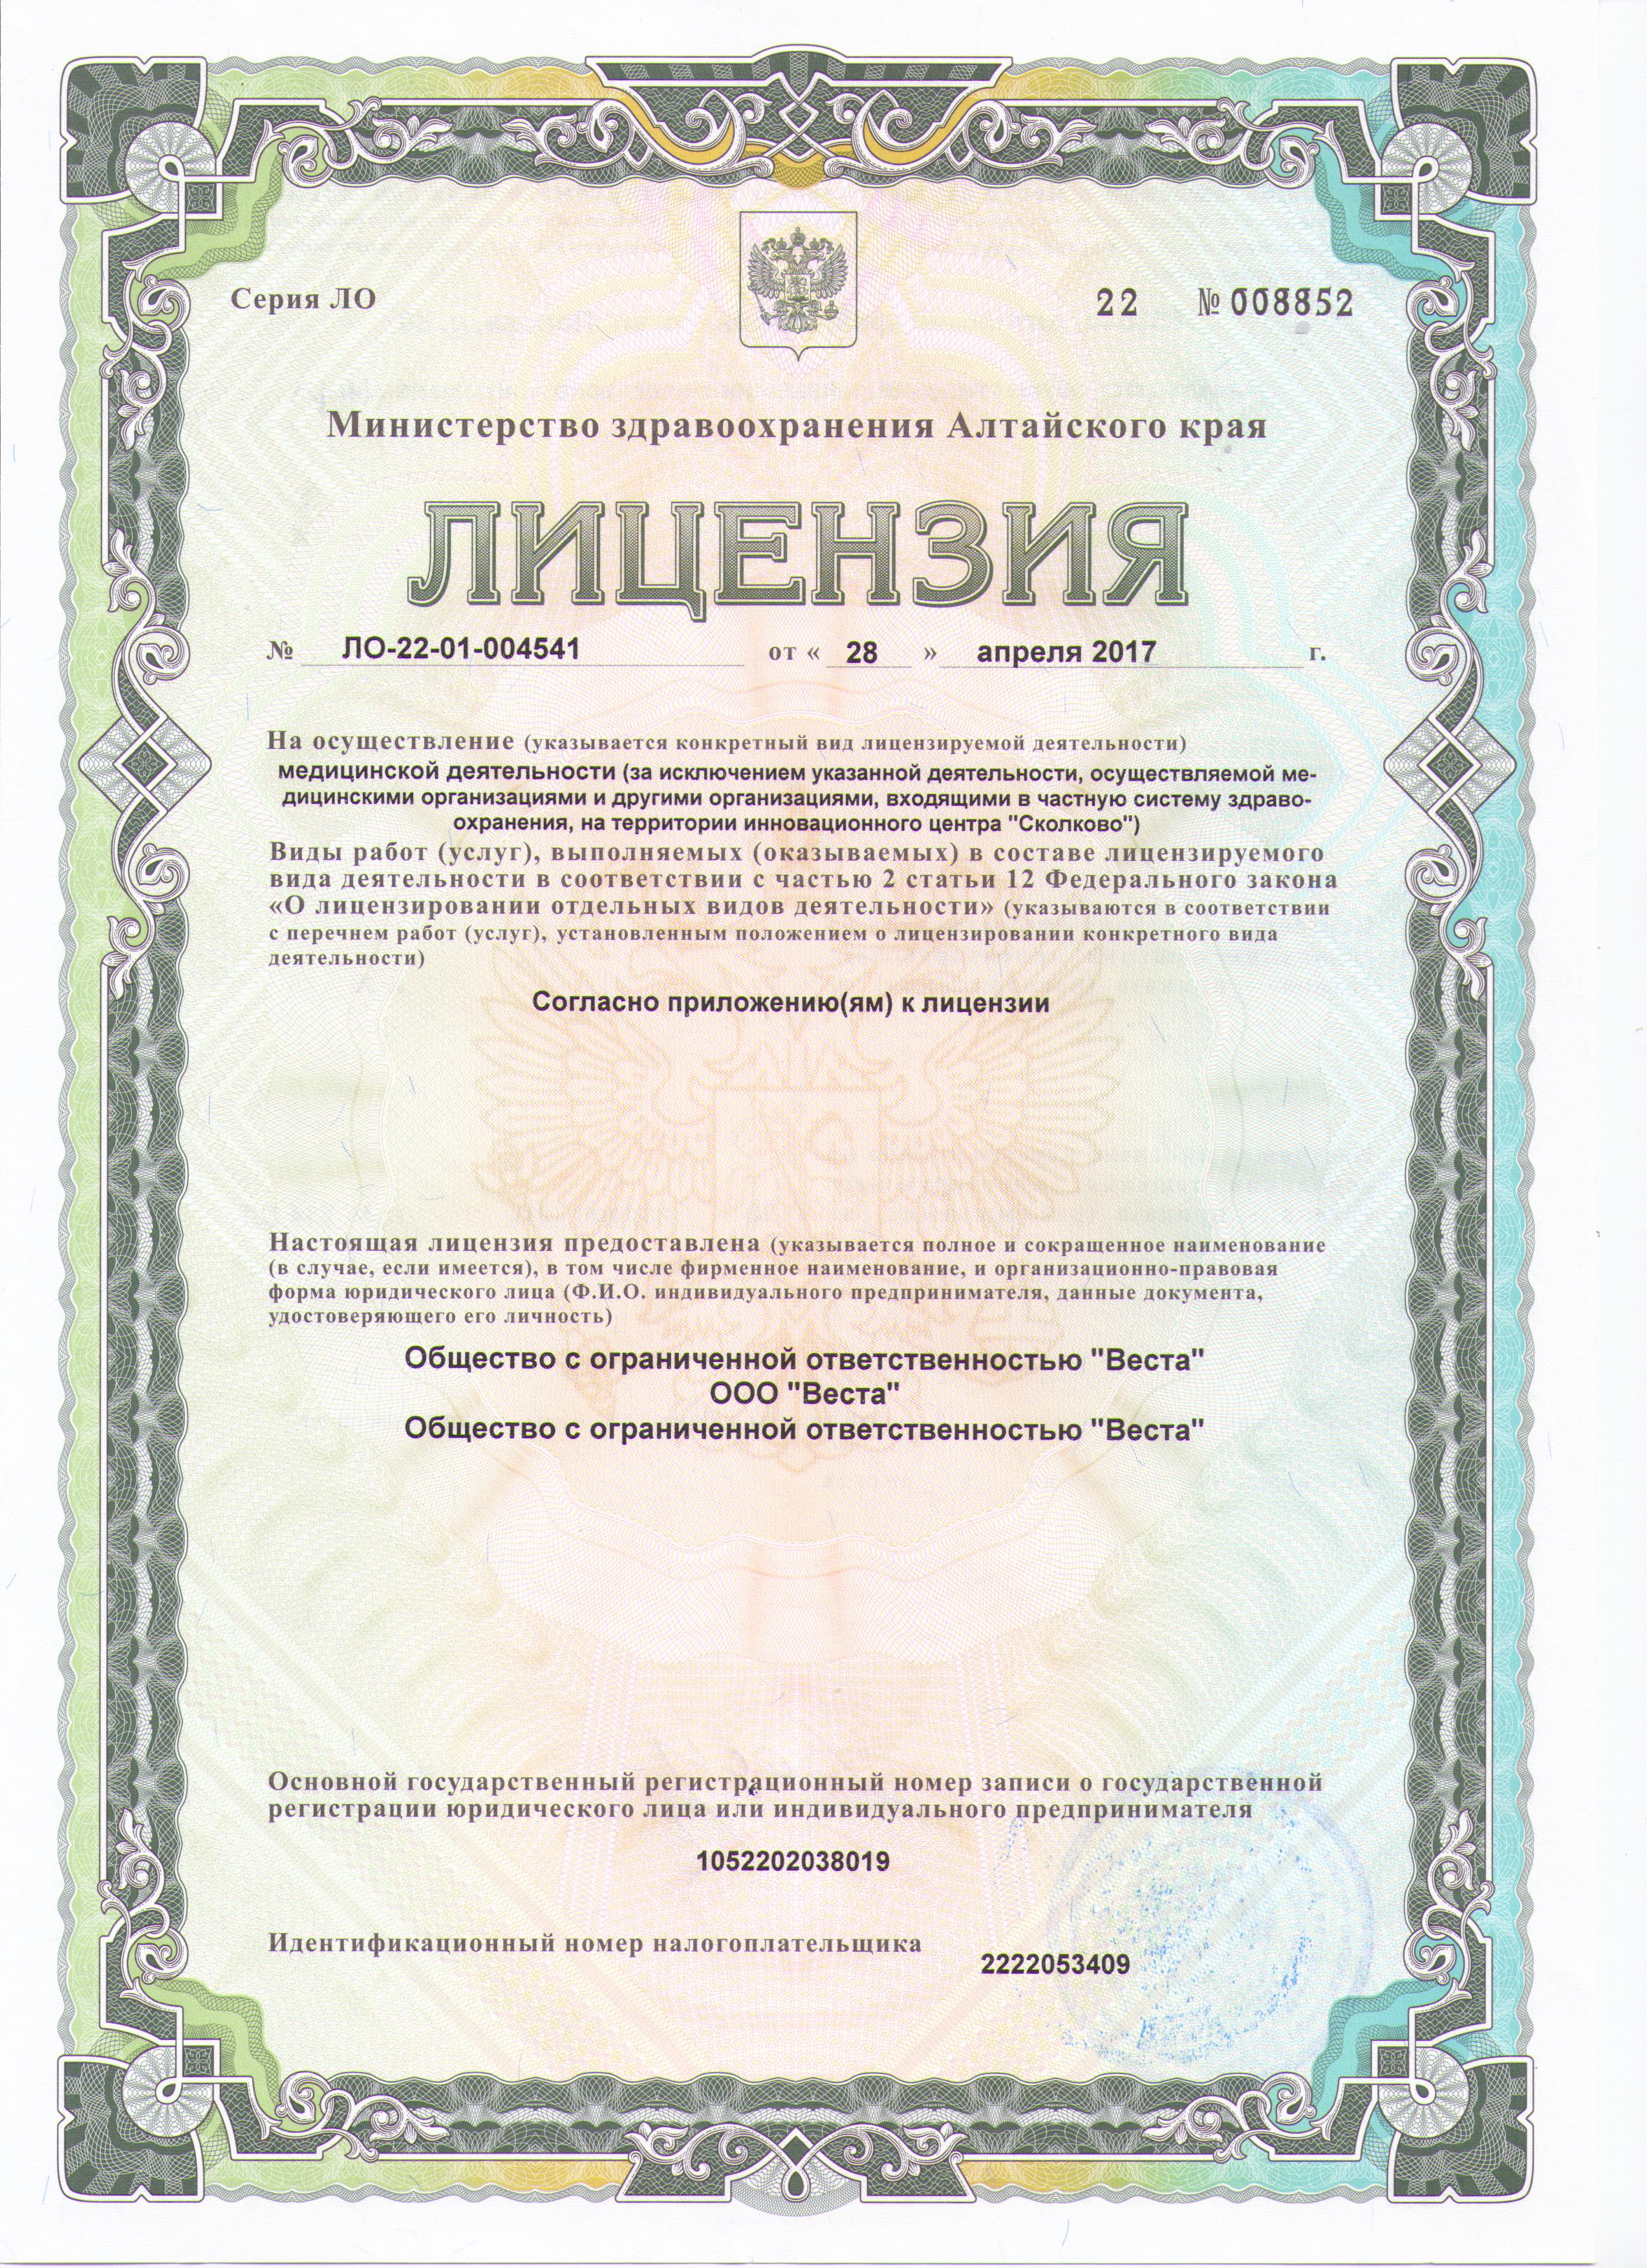 Серия ЛО 22 № 008852
Министерство здравоохранения Алтайского края
ЛИЦЕНЗИЯ
№ ЛО-22-01-004541 от « 28 » апреля 2017 г.
На осуществление (указывается конкретный вид лицензируемой деятельности)
медицинской деятельности (за исключением указанной деятельности, осуществляемой ме-
дицинскими организациями и другими организациями, входящими в частную систему здраво-
охранения, на территории инновационного центра "Сколково")
Виды работ (услуг), выполняемых (оказываемых) в составе лицензируемого
вида деятельности в соответствии с частью 2 статьи 12 Федерального закона
«О лицензировании отдельных видов деятельности» (указываются в соответствии
с перечнем работ (услуг), установленным положением о лицензировании конкретного вида
деятельности)
Согласно приложению(ям) к лицензии
Настоящая лицензия предоставлена (указывается полное и сокращенное наименование
(в случае, если имеется), в том числе фирменное наименование, и организационно-правовая
форма юридического лица (Ф.И.О. индивидуального предпринимателя, данные документа,
удостоверяющего его личность)
Общество с ограниченной ответственностью "Веста"
ООО "Веста"
Общество с ограниченной ответственностью "Веста"
Основной государственный регистрационный номер записи о государственной
регистрации юридического лица или индивидуального предпринимателя
1052202038019
Идентификационный номер налогоплательщика 2222053409